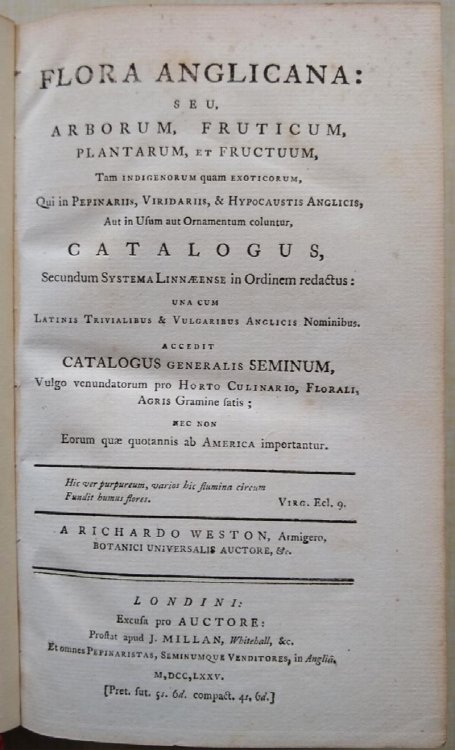 FLORA ANGLICANA:
SEU,
ARBORUM, FRUTICUM,
PLANTARUM, ET FRUCTUUM,
Tam INDIGENORUM quam EXOTICORUM,
Qui in PEPINARIIS, VIRIDARIIS, & HYPOCAUSTIS ANGLICIS,
Aut in Uſum aut Ornamentum coluntur,
CATALOGUS,
Secundum SYSTEMA LINNÆENSE in Ordinem redactus:
UNA CUM
LATINIS TRIVIALIBUS & VULGARIBUS ANGLICIS NOMINIBUS.
ACCEDIT
CATALOGUS GENERALIS SEMINUM,
Vulgo venundatorum pro HORTO CULINARIO, FLORALI,
AGRIS Gramine ſatis;
NEC NON
Eorum quæ quotannis ab AMERICA importantur.
Hic ver purpureum, varios hic flumina circum
Fundit humus flores. VIRG. Ecl. 9.
A RICHARDO WESTON, Armigero,
BOTANICI UNIVERSALIS AUCTORE, &c.
LONDINI:
Excuſa pro AUCTORE:
Proſtat apud J. MILLAN, Whitehall, &c.
Et omnes PEPINARISTAS, SEMINUMQUE VENDITORES, in Angliâ.
M,DCC,LXXV.
[Pret. ſut. 5s. 6d. compact. 4s. 6d.]